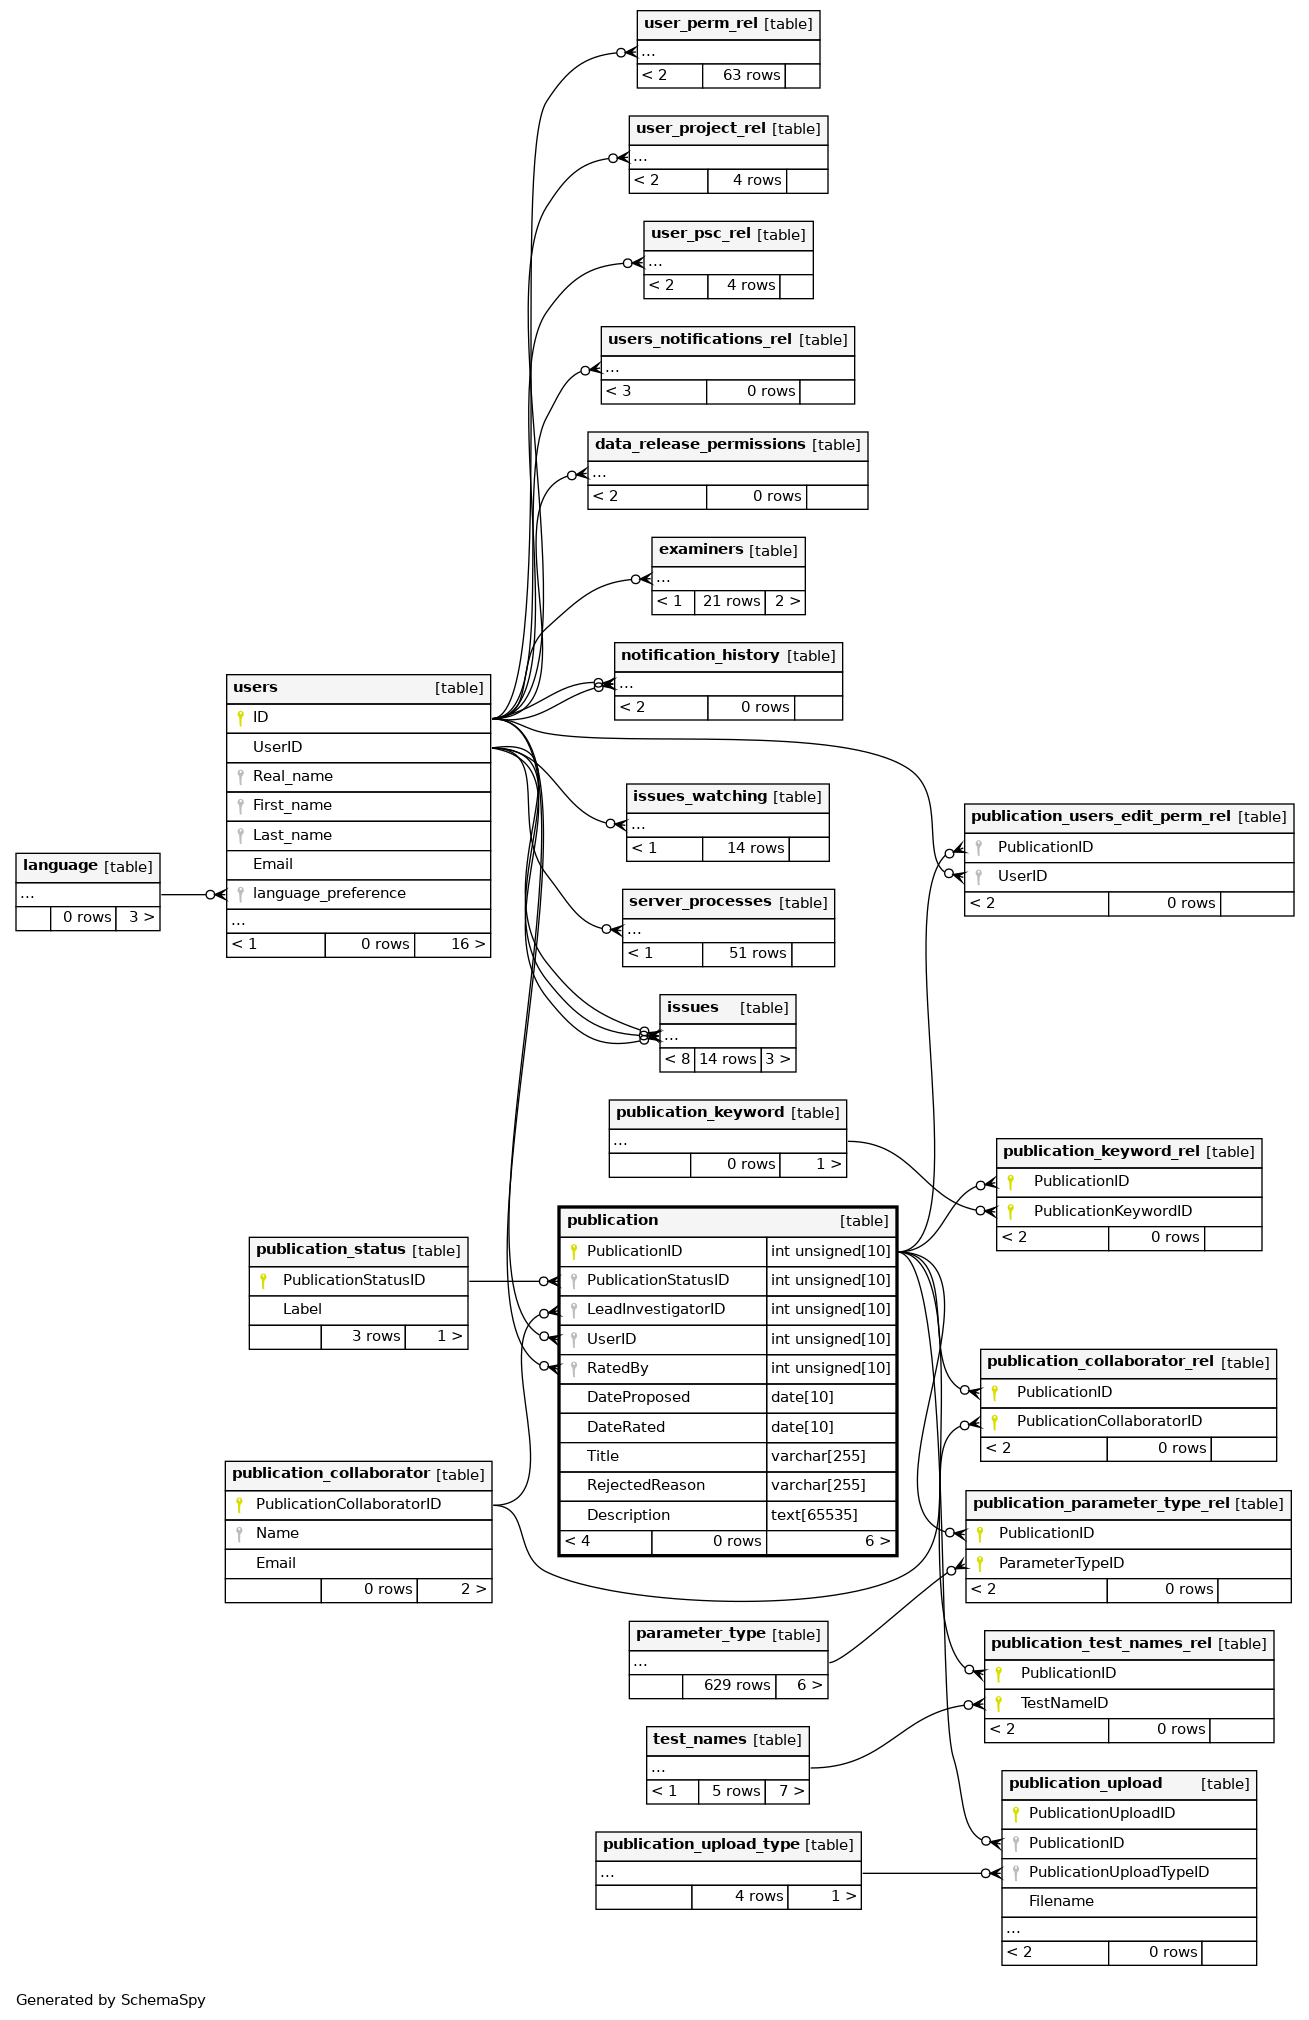 user_perm_rel [table]
...
< 2 63 rows
user_project_rel [table]
...
< 2 4 rows
user_psc_rel [table]
...
< 2 4 rows
users_notifications_rel [table]
...
< 3 0 rows
data_release_permissions [table]
...
< 2 0 rows
examiners [table]
...
< 1 21 rows 2 >
notification_history [table]
...
< 2 0 rows
users [table]
ID
UserID
Real_name
First_name
Last_name
Email
language_preference
...
< 1 0 rows 16 >
language [table]
...
0 rows 3 >
issues_watching [table]
...
< 1 14 rows
server_processes [table]
...
< 1 51 rows
issues [table]
...
< 8 14 rows 3 >
publication_users_edit_perm_rel [table]
PublicationID
UserID
< 2 0 rows
publication_keyword [table]
...
0 rows 1 >
publication_keyword_rel [table]
PublicationID
PublicationKeywordID
< 2 0 rows
publication [table]
PublicationID int unsigned[10]
PublicationStatusID int unsigned[10]
LeadInvestigatorID int unsigned[10]
UserID int unsigned[10]
RatedBy int unsigned[10]
DateProposed date[10]
DateRated date[10]
Title varchar[255]
RejectedReason varchar[255]
Description text[65535]
< 4 0 rows 6 >
publication_status [table]
PublicationStatusID
Label
3 rows 1 >
publication_collaborator [table]
PublicationCollaboratorID
Name
Email
0 rows 2 >
publication_collaborator_rel [table]
PublicationID
PublicationCollaboratorID
< 2 0 rows
publication_parameter_type_rel [table]
PublicationID
ParameterTypeID
< 2 0 rows
parameter_type [table]
...
629 rows 6 >
publication_test_names_rel [table]
PublicationID
TestNameID
< 2 0 rows
test_names [table]
...
< 1 5 rows 7 >
publication_upload [table]
PublicationUploadID
PublicationID
PublicationUploadTypeID
Filename
...
< 2 0 rows
publication_upload_type [table]
...
4 rows 1 >
Generated by SchemaSpy